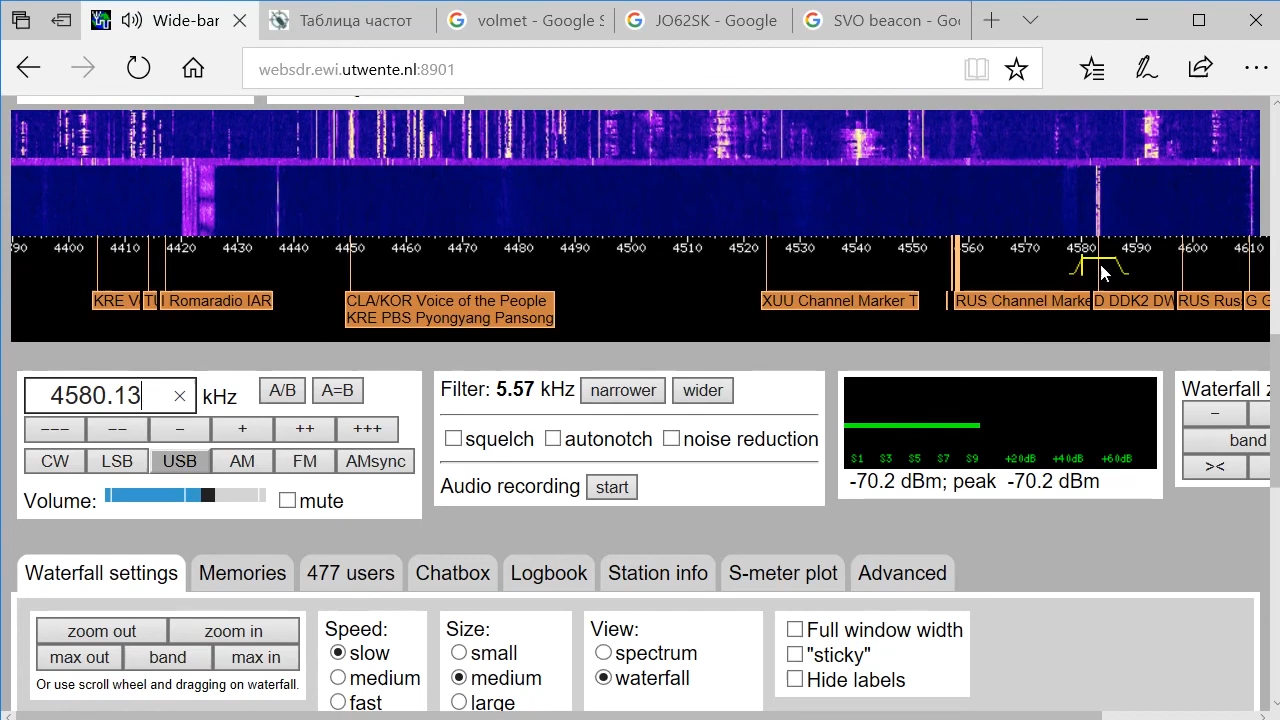 Wide-bar
Таблица частот
volmet - Google S
JO62SK - Google
SVO beacon - Goo
websdr.ewi.utwente.nl:8901
90 4400 4410 4420 4430 4440 4450 4460 4470 4480 4490 4500 4510 4520 4530 4540 4550 4560 4570 4580 4590 4600 4610
KRE V
I Romaradio IAR
CLA/KOR Voice of the People
KRE PBS Pyongyang Pansong
XUU Channel Marker T
RUS Channel Marke
D DDK2 DW
RUS Rus
G G
4580.13 × kHz A/B A=B
--- -- - + ++ +++
CW LSB USB AM FM AMsync
Volume: mute
Filter: 5.57 kHz narrower wider
squelch autonotch noise reduction
Audio recording start
S1 S3 S5 S7 S9 +20dB +40dB +60dB
-70.2 dBm; peak -70.2 dBm
Waterfall z
-
band
><
Waterfall settings Memories 477 users Chatbox Logbook Station info S-meter plot Advanced
zoom out zoom in
max out band max in
Or use scroll wheel and dragging on waterfall.
Speed:
slow
medium
fast
Size:
small
medium
large
View:
spectrum
waterfall
Full window width
"sticky"
Hide labels